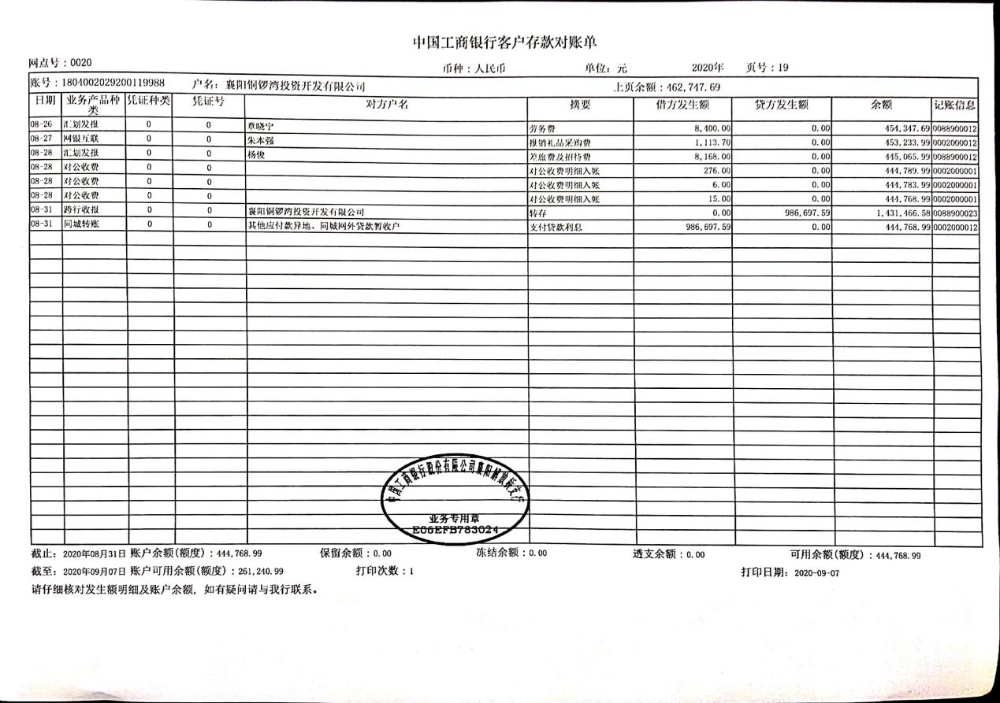 中国工商银行客户存款对账单
网点号：0020 币种：人民币 单位：元 2020年 页号：19
账号：1804002029200119988 户名：襄阳铜锣湾投资开发有限公司 上页余额：462,747.69
日期 业务产品种类 凭证种类 凭证号 对方户名 摘要 借方发生额 贷方发生额 余额 记账信息
08-26 汇划发报 0 0 章晓宁 劳务费 8,400.00 0.00 454,347.69 0088900012
08-27 网银互联 0 0 朱本强 报销礼品采购费 1,113.70 0.00 453,233.99 0002000012
08-28 汇划发报 0 0 杨俊 差旅费及招待费 8,168.00 0.00 445,065.99 0088900012
08-28 对公收费 0 0 对公收费明细入帐 276.00 0.00 444,789.99 0002000001
08-28 对公收费 0 0 对公收费明细入帐 6.00 0.00 444,783.99 0002000001
08-28 对公收费 0 0 对公收费明细入帐 15.00 0.00 444,768.99 0002000001
08-31 跨行收报 0 0 襄阳铜锣湾投资开发有限公司 转存 0.00 986,697.59 1,431,466.58 0088900023
08-31 同城转账 0 0 其他应付款异地、同城网外贷款暂收户 支付贷款利息 986,697.59 0.00 444,768.99 0002000012
中国工商银行股份有限公司襄阳解放桥支行
业务专用章
E06EFB783024
截止：2020年08月31日 账户余额(额度)：444,768.99 保留余额：0.00 冻结余额：0.00 透支余额：0.00 可用余额(额度)：444,768.99
截至：2020年09月07日 账户可用余额(额度)：261,240.99 打印次数：1 打印日期：2020-09-07
请仔细核对发生额明细及账户余额，如有疑问请与我行联系。